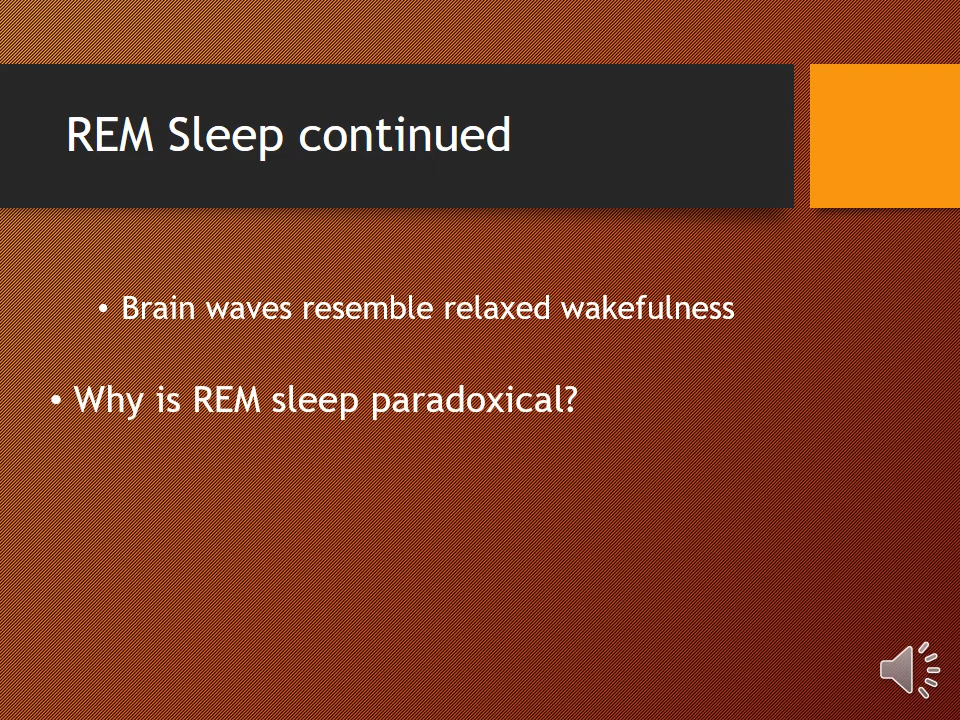 REM Sleep continued
• Brain waves resemble relaxed wakefulness
• Why is REM sleep paradoxical?